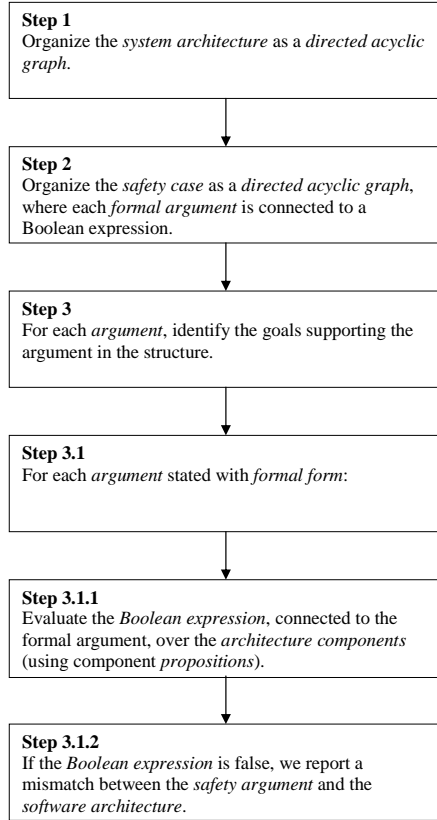 Step 1
Organize the system architecture as a directed acyclic
graph.
Step 2
Organize the safety case as a directed acyclic graph,
where each formal argument is connected to a
Boolean expression.
Step 3
For each argument, identify the goals supporting the
argument in the structure.
Step 3.1
For each argument stated with formal form:
Step 3.1.1
Evaluate the Boolean expression, connected to the
formal argument, over the architecture components
(using component propositions).
Step 3.1.2
If the Boolean expression is false, we report a
mismatch between the safety argument and the
software architecture.